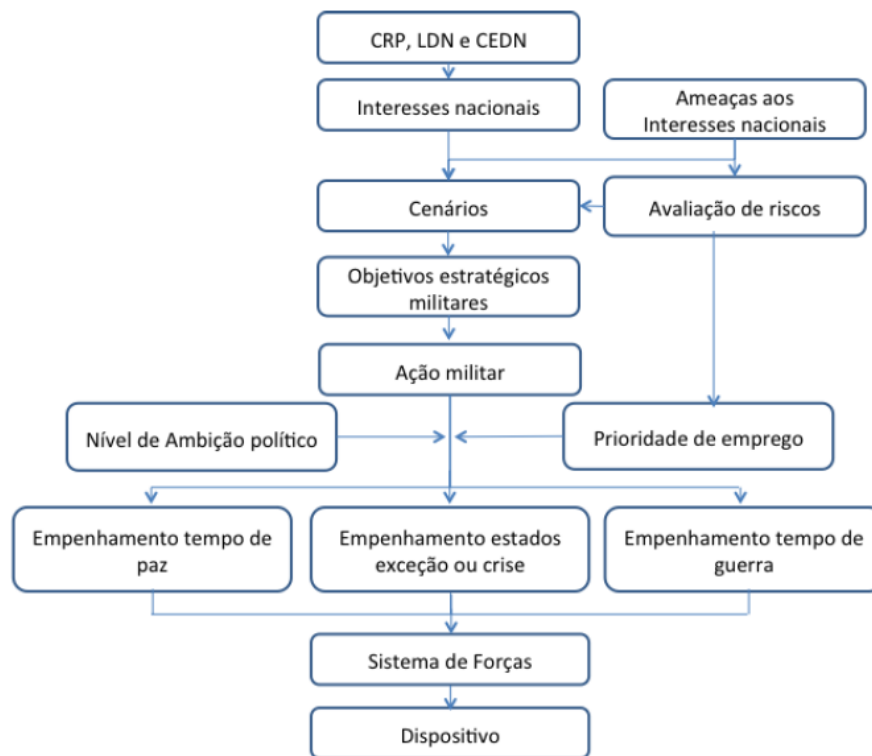 CRP, LDN e CEDN
Interesses nacionais
Ameaças aos
Interesses nacionais
Cenários
Avaliação de riscos
Objetivos estratégicos
militares
Ação militar
Nível de Ambição político
Prioridade de emprego
Empenhamento tempo de
paz
Empenhamento estados
exceção ou crise
Empenhamento tempo de
guerra
Sistema de Forças
Dispositivo